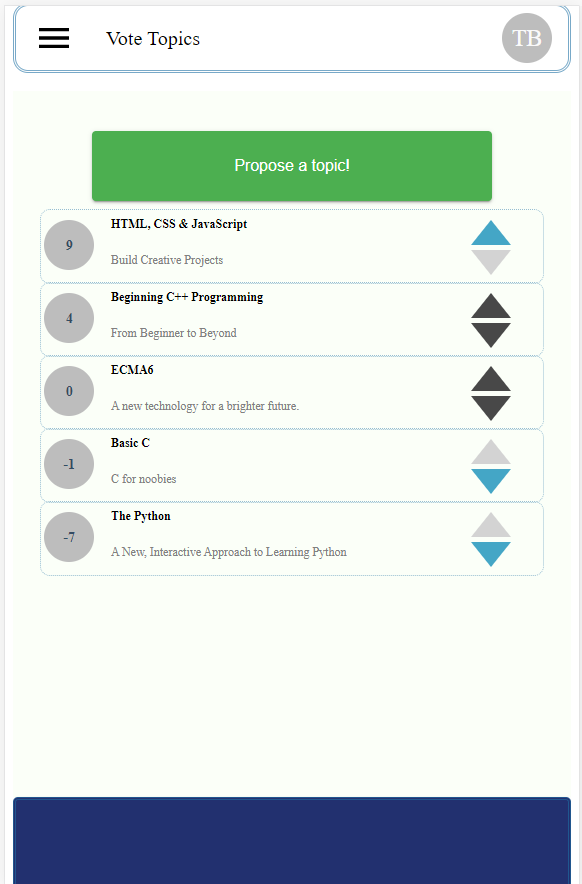 Vote Topics
TB
Propose a topic!
9
HTML, CSS & JavaScript
Build Creative Projects
4
Beginning C++ Programming
From Beginner to Beyond
0
ECMA6
A new technology for a brighter future.
-1
Basic C
C for noobies
-7
The Python
A New, Interactive Approach to Learning Python